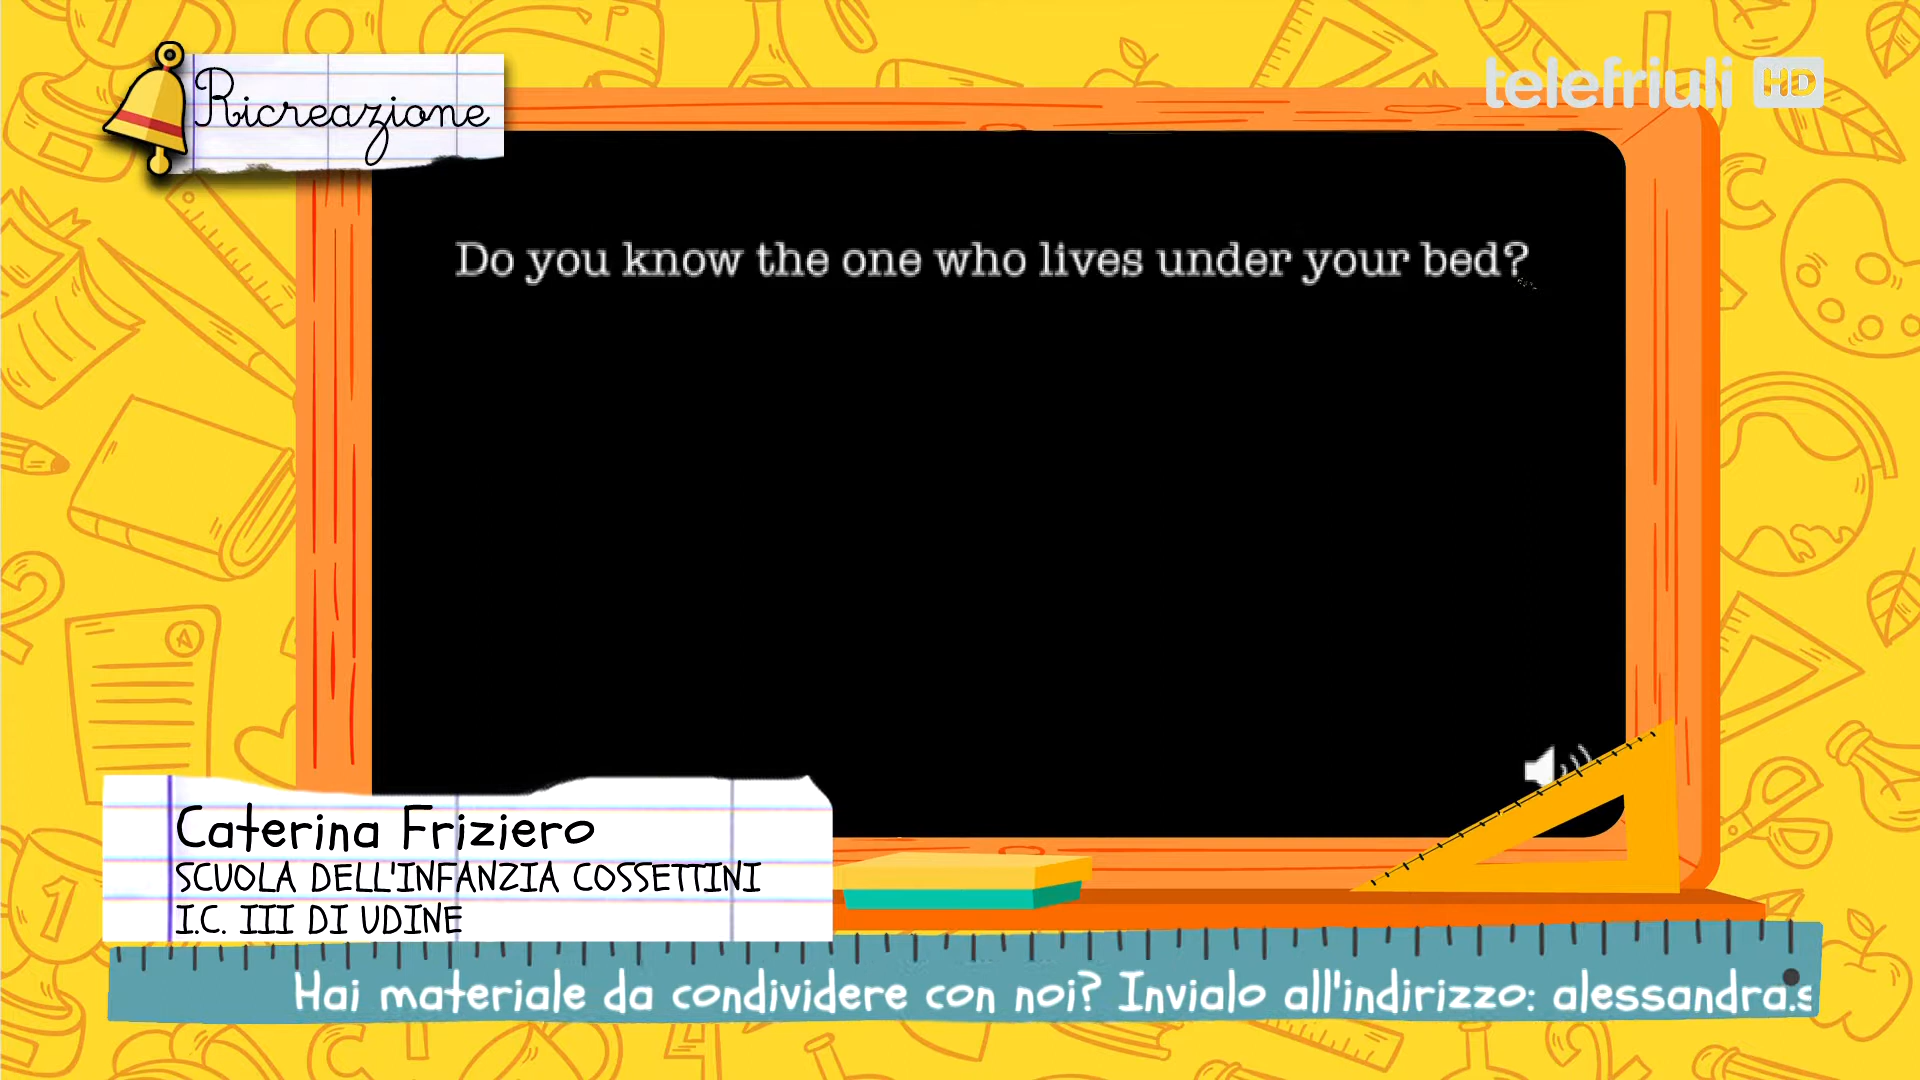 Ricreazione
telefriuli HD
Do you know the one who lives under your bed?
Caterina Friziero
SCUOLA DELL'INFANZIA COSSETTINI
I.C. III DI UDINE
Hai materiale da condividere con noi? Invialo all'indirizzo: alessandra.s